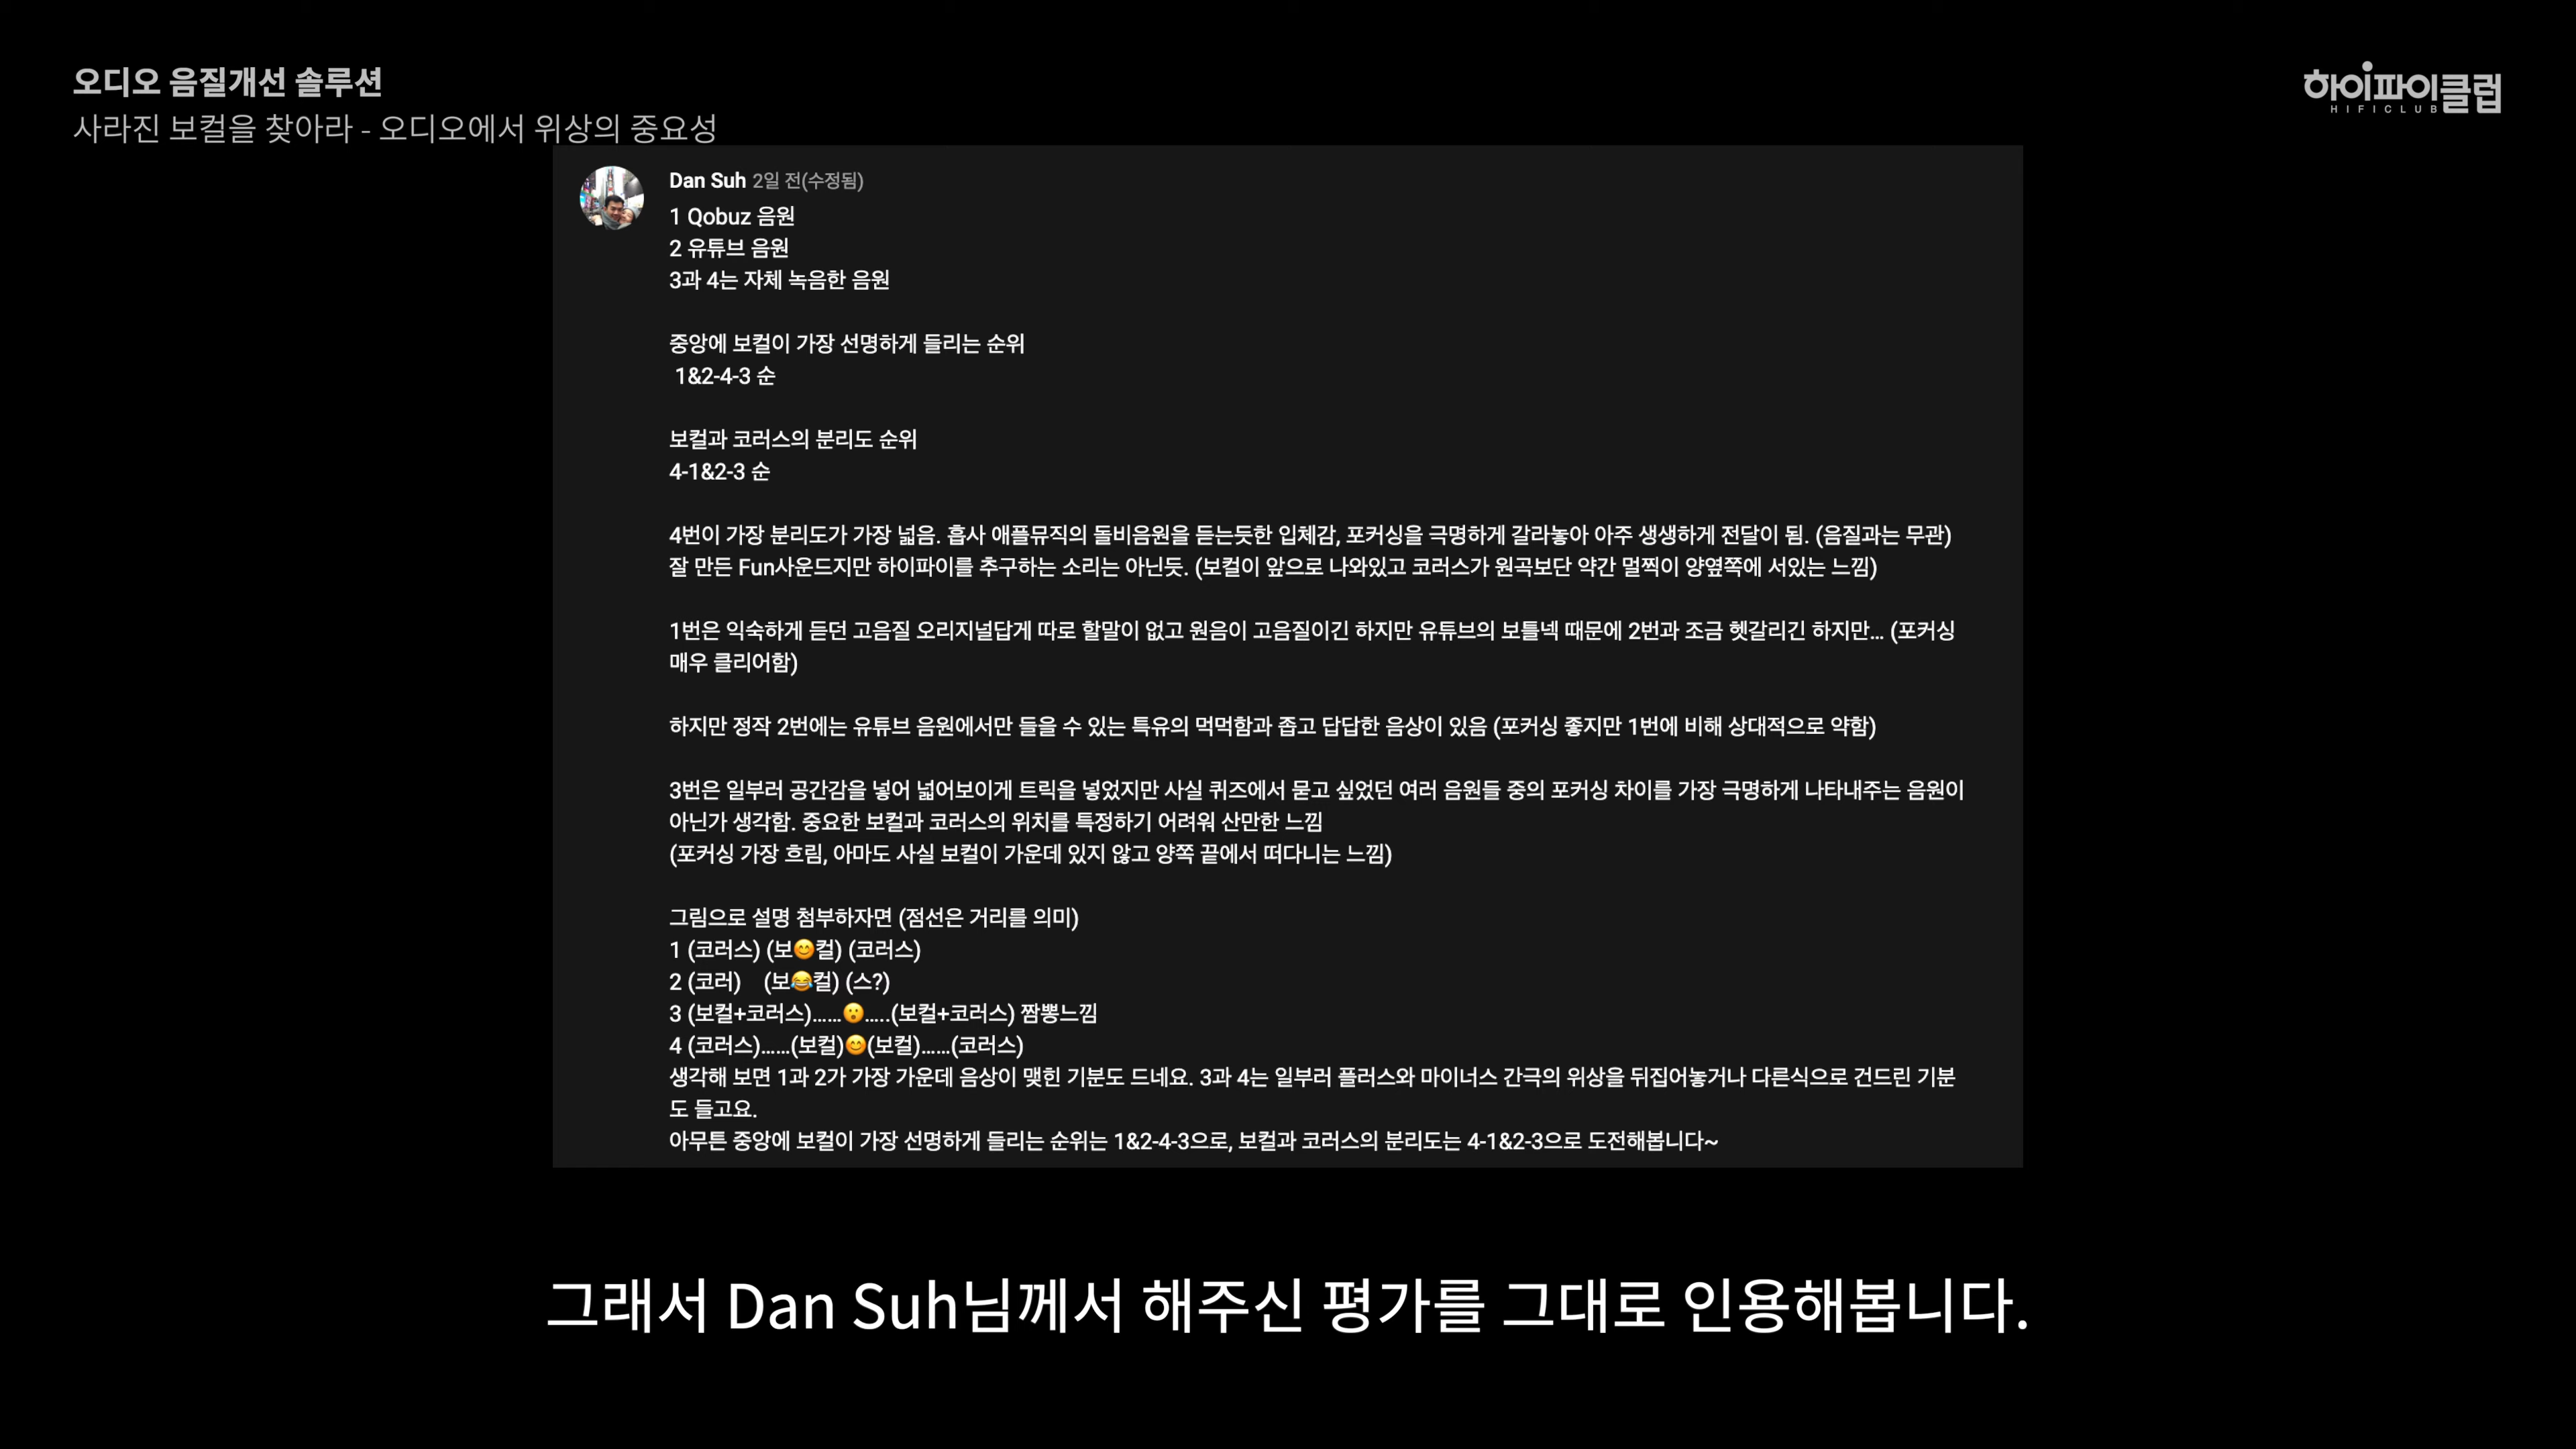 오디오 음질개선 솔루션
사라진 보컬을 찾아라 - 오디오에서 위상의 중요성
하이파이클럽
HIFICLUB
Dan Suh 2일 전(수정됨)
1 Qobuz 음원
2 유튜브 음원
3과 4는 자체 녹음한 음원
중앙에 보컬이 가장 선명하게 들리는 순위
1&2-4-3 순
보컬과 코러스의 분리도 순위
4-1&2-3 순
4번이 가장 분리도가 가장 넓음. 흡사 애플뮤직의 돌비음원을 듣는듯한 입체감, 포커싱을 극명하게 갈라놓아 아주 생생하게 전달이 됨. (음질과는 무관)
잘 만든 Fun사운드지만 하이파이를 추구하는 소리는 아닌듯. (보컬이 앞으로 나와있고 코러스가 원곡보단 약간 멀찍이 양옆쪽에 서있는 느낌)
1번은 익숙하게 듣던 고음질 오리지널답게 따로 할말이 없고 원음이 고음질이긴 하지만 유튜브의 보틀넥 때문에 2번과 조금 헷갈리긴 하지만... (포커싱
매우 클리어함)
하지만 정작 2번에는 유튜브 음원에서만 들을 수 있는 특유의 먹먹함과 좁고 답답한 음상이 있음 (포커싱 좋지만 1번에 비해 상대적으로 약함)
3번은 일부러 공간감을 넣어 넓어보이게 트릭을 넣었지만 사실 퀴즈에서 묻고 싶었던 여러 음원들 중의 포커싱 차이를 가장 극명하게 나타내주는 음원이
아닌가 생각함. 중요한 보컬과 코러스의 위치를 특정하기 어려워 산만한 느낌
(포커싱 가장 흐림, 아마도 사실 보컬이 가운데 있지 않고 양쪽 끝에서 떠다니는 느낌)
그림으로 설명 첨부하자면 (점선은 거리를 의미)
1 (코러스) (보😊컬) (코러스)
2 (코러) (보😂컬) (스?)
3 (보컬+코러스)......😮.....(보컬+코러스) 짬뽕느낌
4 (코러스)......(보컬)😊(보컬)......(코러스)
생각해 보면 1과 2가 가장 가운데 음상이 맺힌 기분도 드네요. 3과 4는 일부러 플러스와 마이너스 간극의 위상을 뒤집어놓거나 다른식으로 건드린 기분
도 들고요.
아무튼 중앙에 보컬이 가장 선명하게 들리는 순위는 1&2-4-3으로, 보컬과 코러스의 분리도는 4-1&2-3으로 도전해봅니다~
그래서 Dan Suh님께서 해주신 평가를 그대로 인용해봅니다.